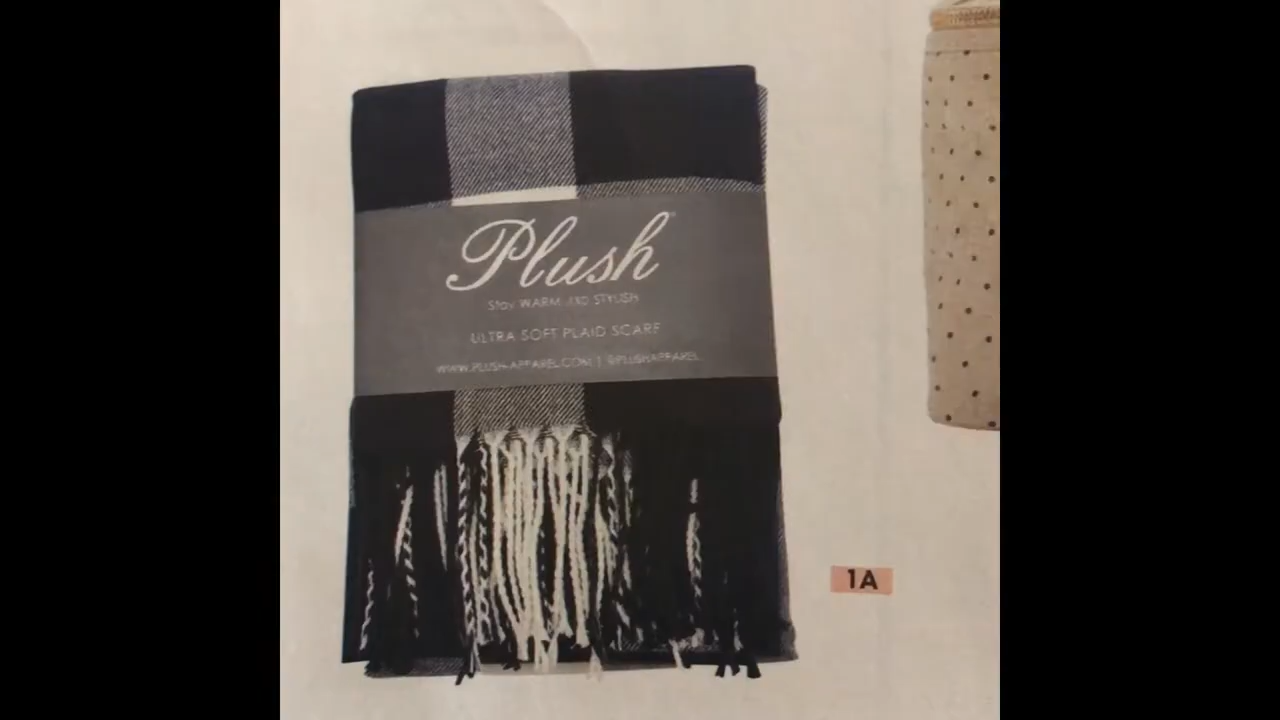 Plush
Stay WARM AND STYLISH
ULTRA SOFT PLAID SCARF
WWW.PLUSH-APPAREL.COM | @PLUSHAPPAREL
1A